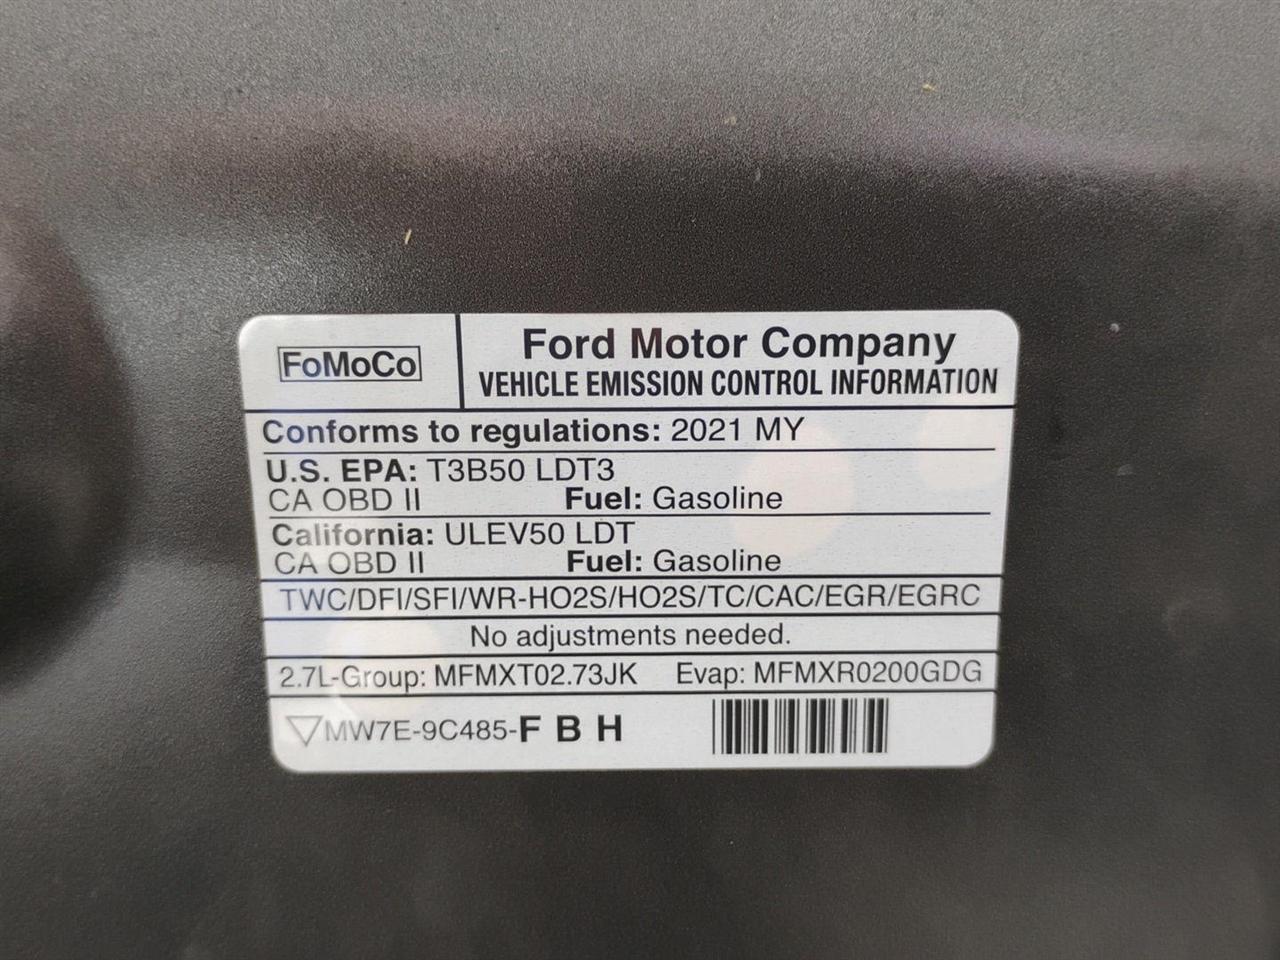 FoMoCo
Ford Motor Company
VEHICLE EMISSION CONTROL INFORMATION
Conforms to regulations: 2021 MY
U.S. EPA: T3B50 LDT3
CA OBD II Fuel: Gasoline
California: ULEV50 LDT
CA OBD II Fuel: Gasoline
TWC/DFI/SFI/WR-HO2S/HO2S/TC/CAC/EGR/EGRC
No adjustments needed.
2.7L-Group: MFMXT02.73JK Evap: MFMXR0200GDG
MW7E-9C485-F B H